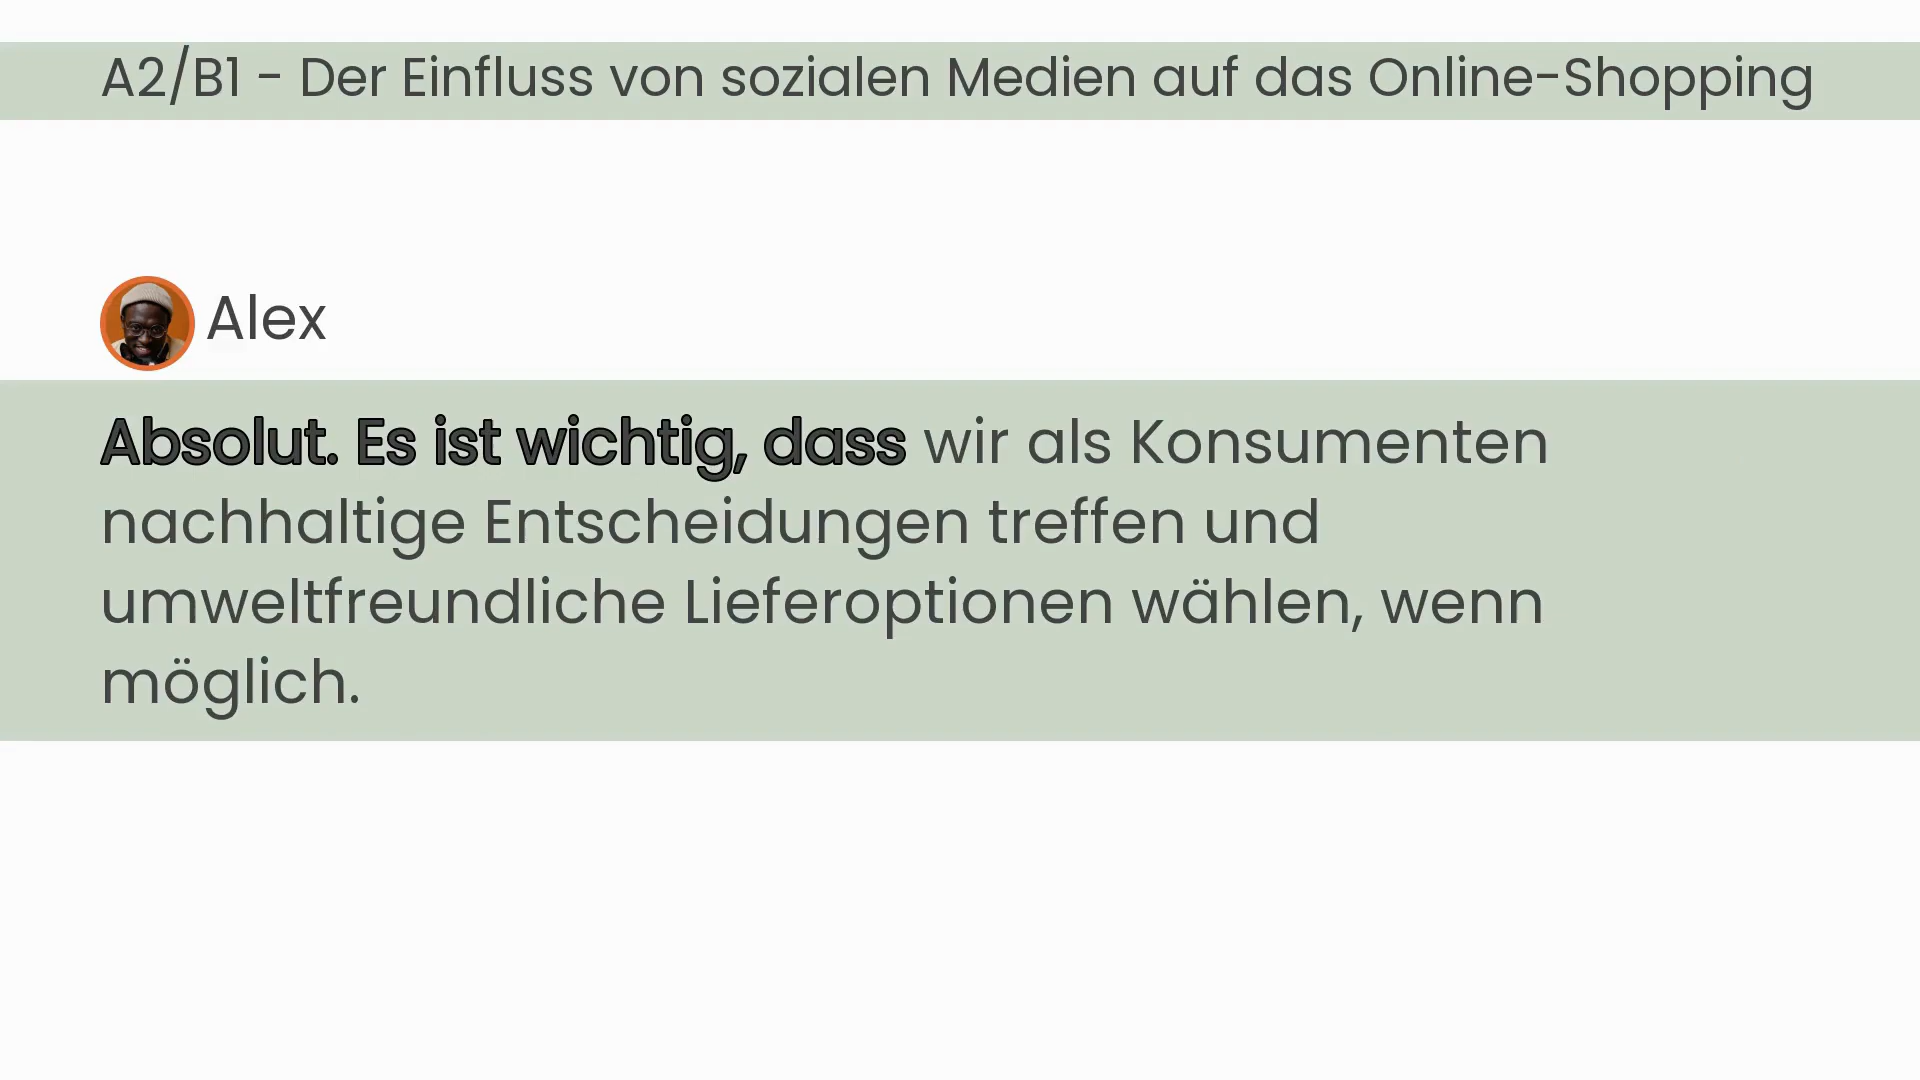 A2/B1 - Der Einfluss von sozialen Medien auf das Online-Shopping
Alex
Absolut. Es ist wichtig, dass wir als Konsumenten
nachhaltige Entscheidungen treffen und
umweltfreundliche Lieferoptionen wählen, wenn
möglich.